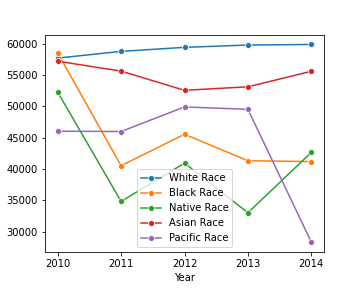 60000
55000
50000
45000
40000
35000
30000
White Race
Black Race
Native Race
Asian Race
Pacific Race
2010 2011 2012 2013 2014
Year